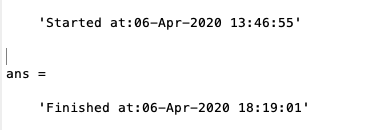 'Started at:06-Apr-2020 13:46:55'
ans =
'Finished at:06-Apr-2020 18:19:01'